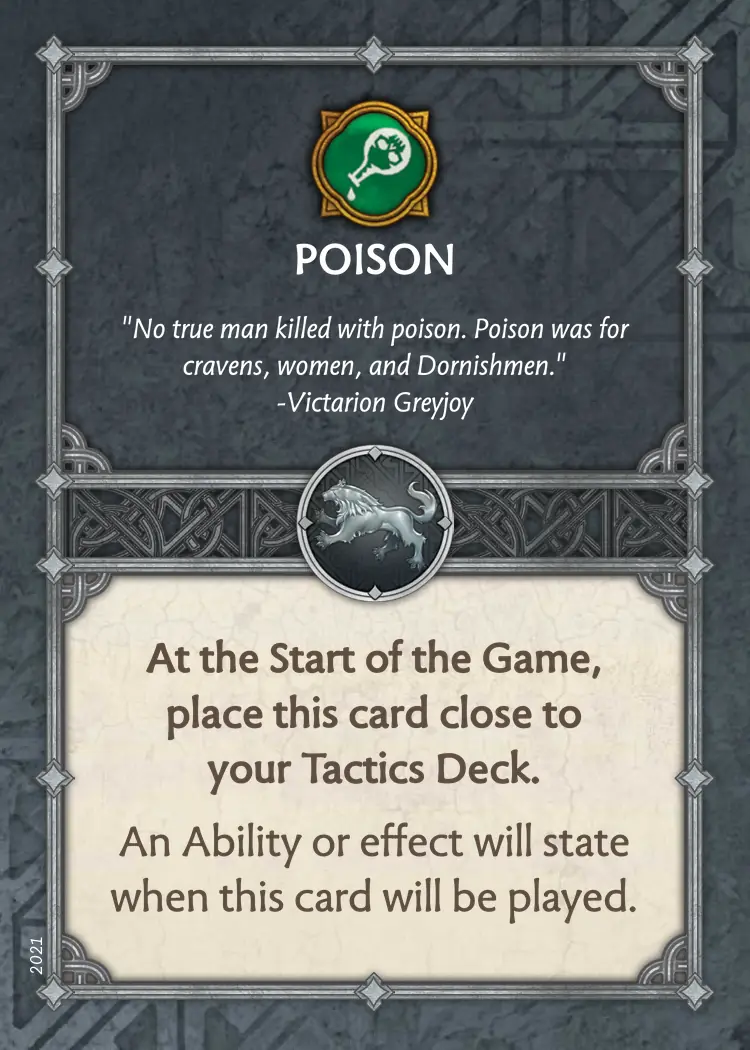 POISON
"No true man killed with poison. Poison was for
cravens, women, and Dornishmen."
-Victarion Greyjoy
At the Start of the Game,
place this card close to
your Tactics Deck.
An Ability or effect will state
when this card will be played.
2021